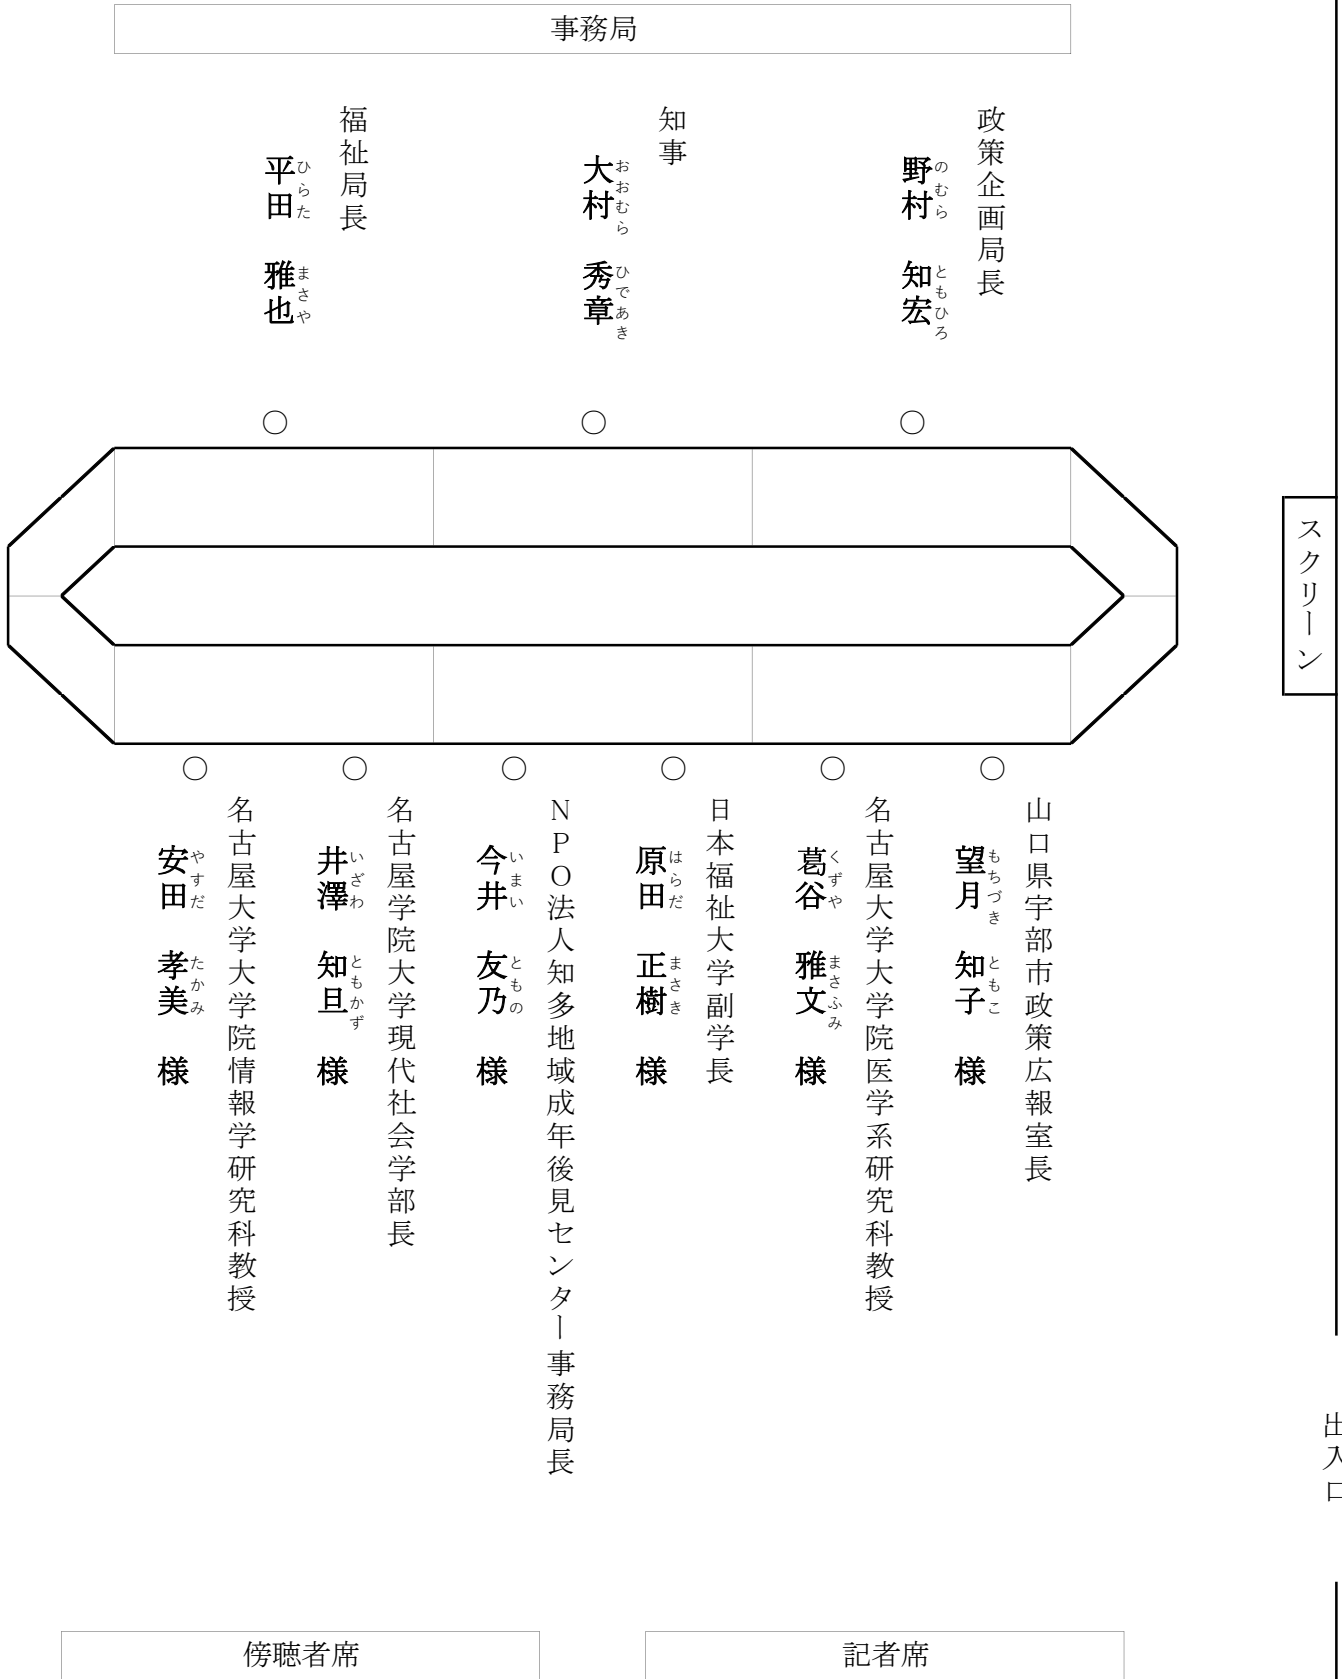 事務局
政策企画局長
野村 知宏
のむら ともひろ
知事
大村 秀章
おおむら ひであき
福祉局長
平田 雅也
ひらた まさや
スクリーン
山口県宇部市政策広報室長
望月 知子 様
もちづき ともこ
名古屋大学大学院医学系研究科教授
葛谷 雅文 様
くずや まさふみ
日本福祉大学副学長
原田 正樹 様
はらだ まさき
NPO法人知多地域成年後見センター事務局長
今井 友乃 様
いまい ともの
名古屋学院大学現代社会学部長
井澤 知旦 様
いざわ ともかず
名古屋大学大学院情報学研究科教授
安田 孝美 様
やすだ たかみ
出入口
傍聴者席
記者席